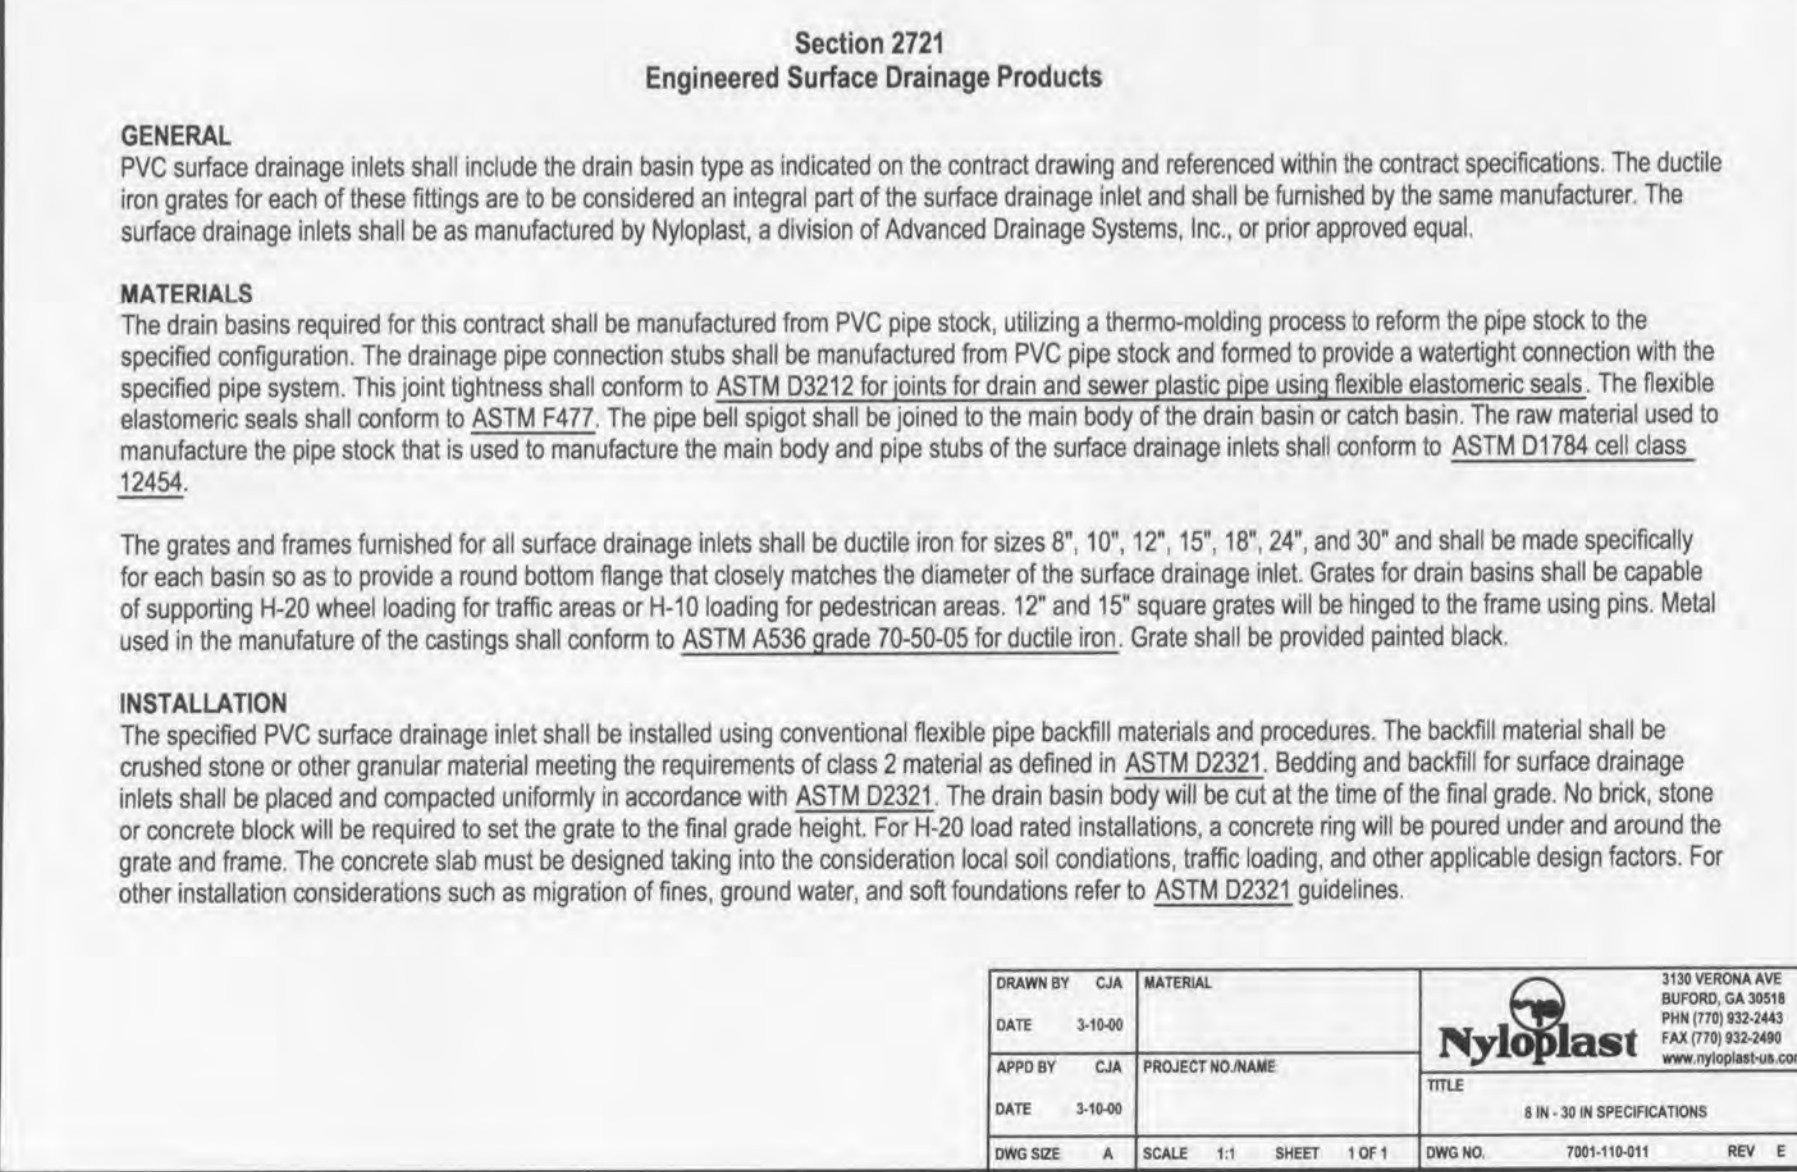 Section 2721
Engineered Surface Drainage Products
GENERAL
PVC surface drainage inlets shall include the drain basin type as indicated on the contract drawing and referenced within the contract specifications. The ductile
iron grates for each of these fittings are to be considered an integral part of the surface drainage inlet and shall be furnished by the same manufacturer. The
surface drainage inlets shall be as manufactured by Nyloplast, a division of Advanced Drainage Systems, Inc., or prior approved equal.
MATERIALS
The drain basins required for this contract shall be manufactured from PVC pipe stock, utilizing a thermo-molding process to reform the pipe stock to the
specified configuration. The drainage pipe connection stubs shall be manufactured from PVC pipe stock and formed to provide a watertight connection with the
specified pipe system. This joint tightness shall conform to ASTM D3212 for joints for drain and sewer plastic pipe using flexible elastomeric seals. The flexible
elastomeric seals shall conform to ASTM F477. The pipe bell spigot shall be joined to the main body of the drain basin or catch basin. The raw material used to
manufacture the pipe stock that is used to manufacture the main body and pipe stubs of the surface drainage inlets shall conform to ASTM D1784 cell class
12454.
The grates and frames furnished for all surface drainage inlets shall be ductile iron for sizes 8", 10", 12", 15", 18", 24", and 30" and shall be made specifically
for each basin so as to provide a round bottom flange that closely matches the diameter of the surface drainage inlet. Grates for drain basins shall be capable
of supporting H-20 wheel loading for traffic areas or H-10 loading for pedestrican areas. 12" and 15" square grates will be hinged to the frame using pins. Metal
used in the manufature of the castings shall conform to ASTM A536 grade 70-50-05 for ductile iron. Grate shall be provided painted black.
INSTALLATION
The specified PVC surface drainage inlet shall be installed using conventional flexible pipe backfill materials and procedures. The backfill material shall be
crushed stone or other granular material meeting the requirements of class 2 material as defined in ASTM D2321. Bedding and backfill for surface drainage
inlets shall be placed and compacted uniformly in accordance with ASTM D2321. The drain basin body will be cut at the time of the final grade. No brick, stone
or concrete block will be required to set the grate to the final grade height. For H-20 load rated installations, a concrete ring will be poured under and around the
grate and frame. The concrete slab must be designed taking into the consideration local soil condiations, traffic loading, and other applicable design factors. For
other installation considerations such as migration of fines, ground water, and soft foundations refer to ASTM D2321 guidelines.
DRAWN BY CJA
DATE 3-10-00
MATERIAL
APPD BY CJA
DATE 3-10-00
PROJECT NO./NAME
DWG SIZE A
SCALE 1:1 SHEET 1 OF 1
Nyloplast
3130 VERONA AVE
BUFORD, GA 30518
PHN (770) 932-2443
FAX (770) 932-2490
www.nyloplast-us.com
TITLE
8 IN - 30 IN SPECIFICATIONS
DWG NO. 7001-110-011 REV E